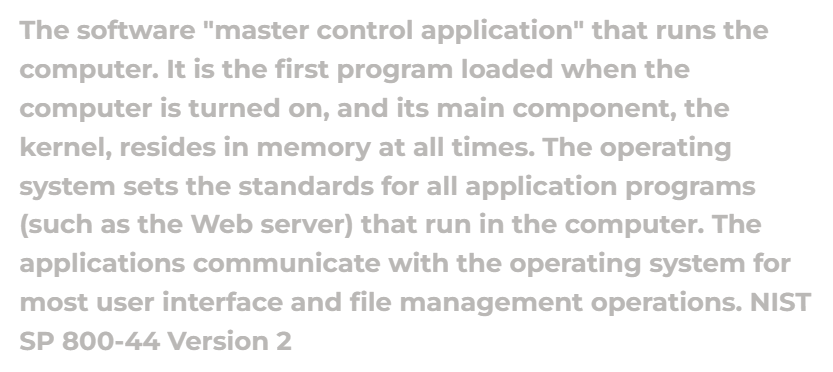 The software "master control application" that runs the
computer. It is the first program loaded when the
computer is turned on, and its main component, the
kernel, resides in memory at all times. The operating
system sets the standards for all application programs
(such as the Web server) that run in the computer. The
applications communicate with the operating system for
most user interface and file management operations. NIST
SP 800-44 Version 2